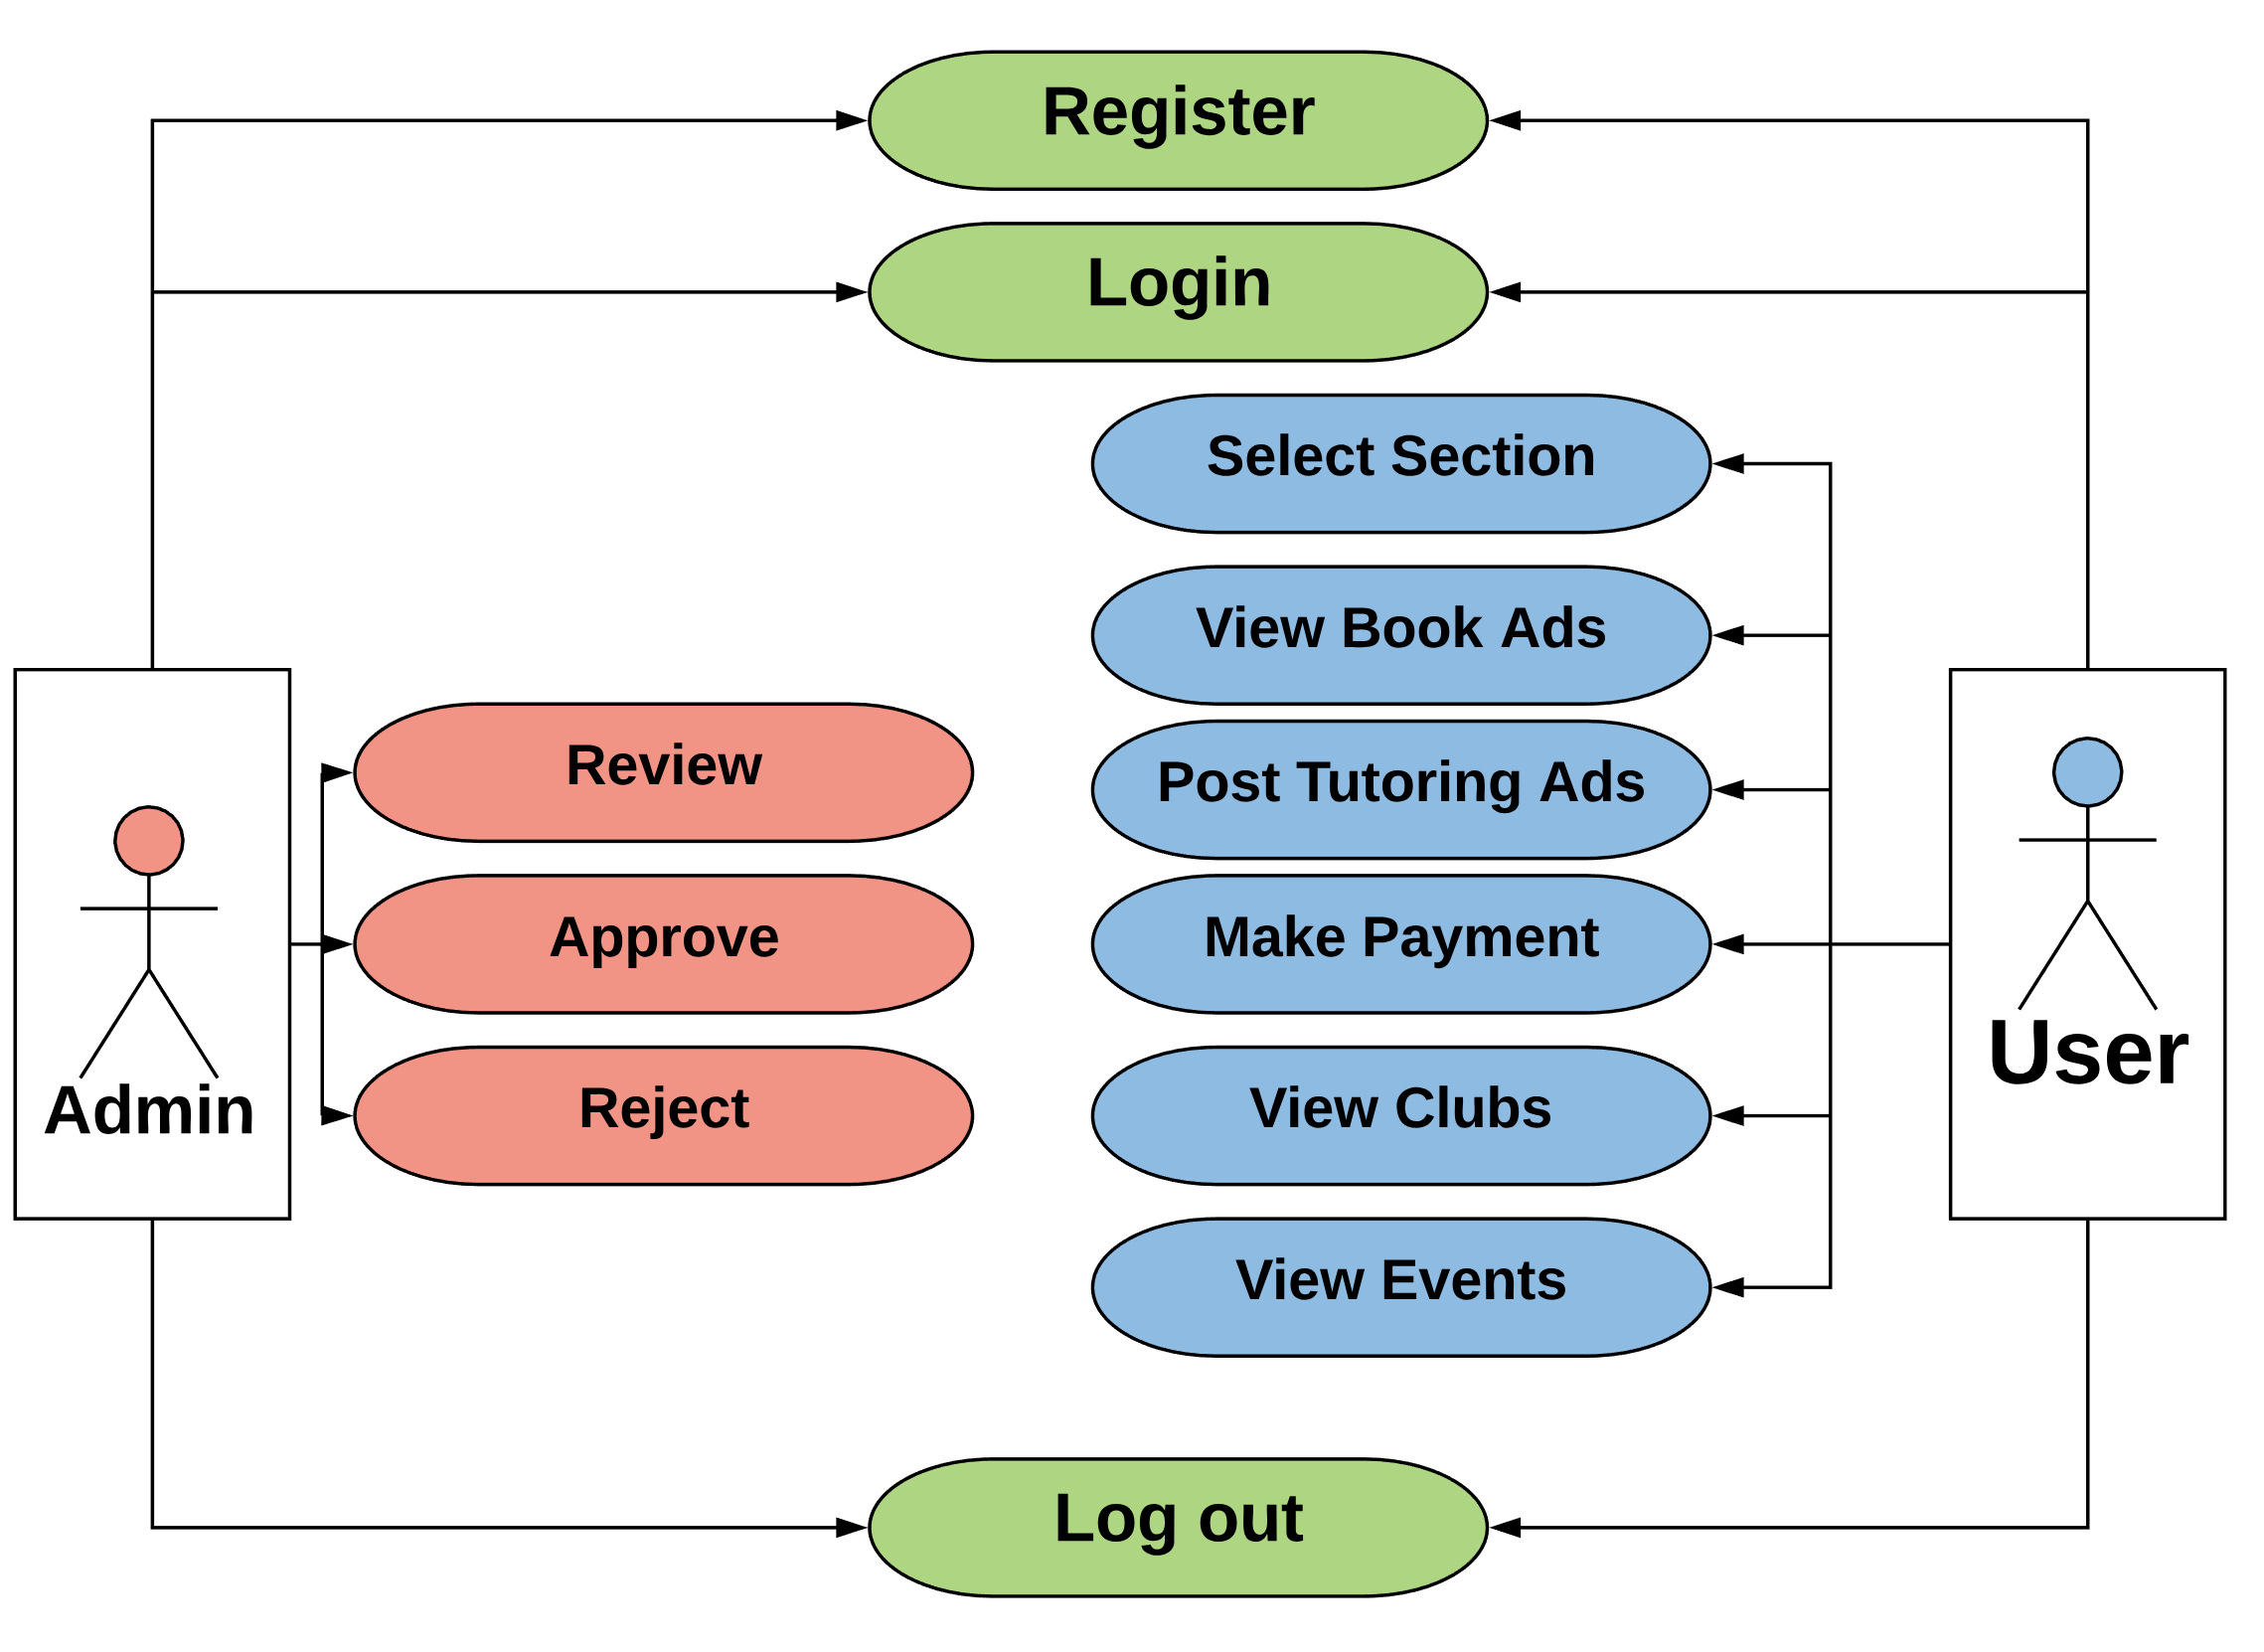 Register
Login
Select Section
View Book Ads
Review
Post Tutoring Ads
Approve
Make Payment
User
Admin
Reject
View Clubs
View Events
Log out